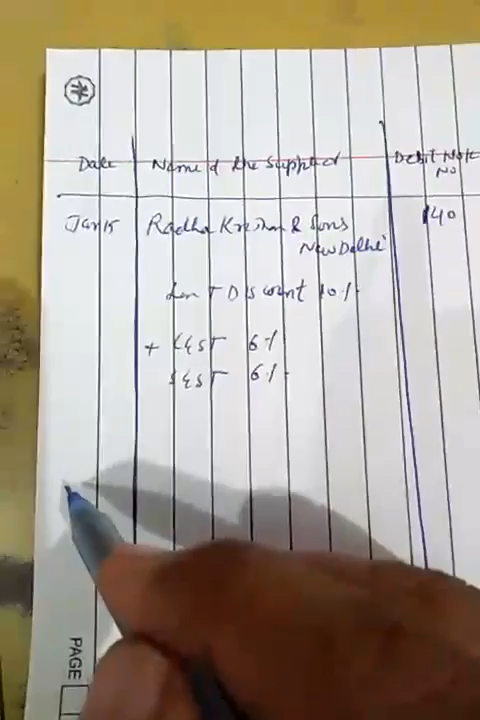 Date Name of the Supplier Debit Note No
Jan 15 Radha Krishan & Sons 140
New Delhi
Less T Discount 10%
+ CGST 6%
SGST 6%
PAGE